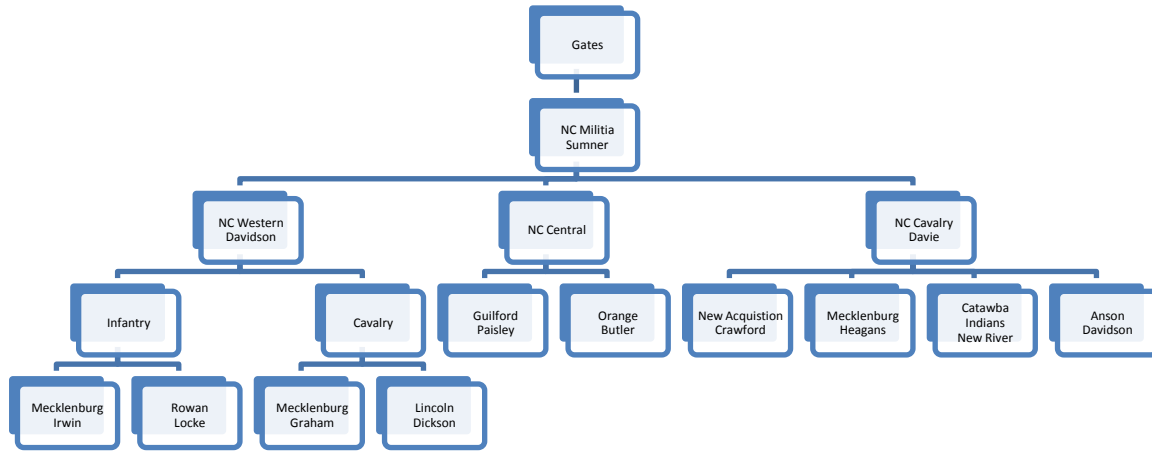 Gates
NC Militia
Sumner
NC Western
Davidson
NC Central
NC Cavalry
Davie
Infantry
Cavalry
Guilford
Paisley
Orange
Butler
New Acquistion
Crawford
Mecklenburg
Heagans
Catawba
Indians
New River
Anson
Davidson
Mecklenburg
Irwin
Rowan
Locke
Mecklenburg
Graham
Lincoln
Dickson